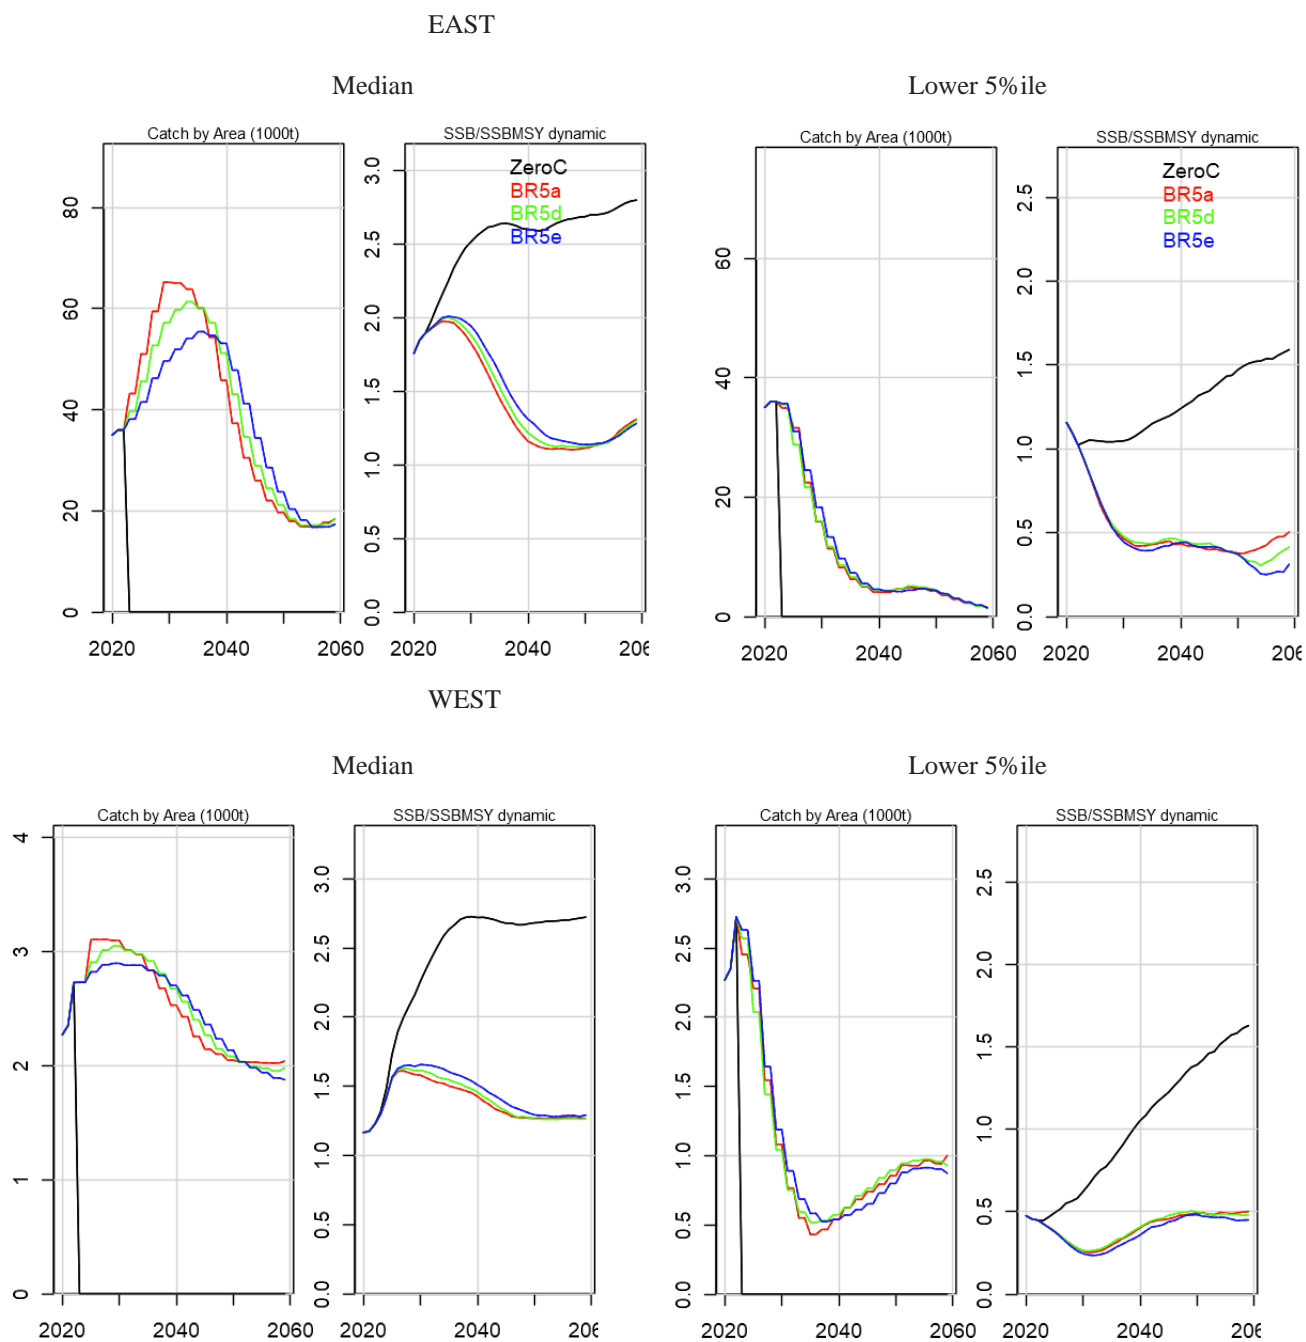 EAST
Median
Lower 5%ile
Catch by Area (1000t)
SSB/SSBMSY dynamic
Catch by Area (1000t)
SSB/SSBMSY dynamic
ZeroC
BR5a
BR5d
BR5e
ZeroC
BR5a
BR5d
BR5e
0 20 40 60 80
0.0 0.5 1.0 1.5 2.0 2.5 3.0
0 20 40 60
0.0 0.5 1.0 1.5 2.0 2.5
2020 2040 2060
2020 2040 206
2020 2040 2060
2020 2040 206
WEST
Median
Lower 5%ile
Catch by Area (1000t)
SSB/SSBMSY dynamic
Catch by Area (1000t)
SSB/SSBMSY dynamic
0 1 2 3 4
0.0 0.5 1.0 1.5 2.0 2.5 3.0
0.0 0.5 1.0 1.5 2.0 2.5 3.0
0.0 0.5 1.0 1.5 2.0 2.5
2020 2040 2060
2020 2040 206
2020 2040 2060
2020 2040 206